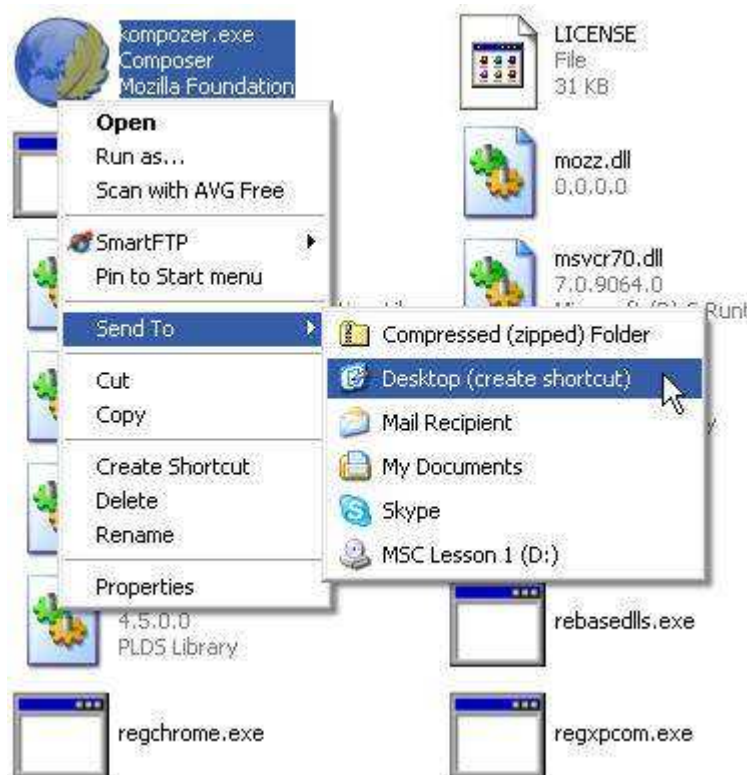 kompozer.exe
Composer
Mozilla Foundation
LICENSE
File
31 KB
mozz.dll
0.0.0.0
msvcr70.dll
7.0.9064.0
Open
Run as...
Scan with AVG Free
SmartFTP
Pin to Start menu
Send To
Cut
Copy
Create Shortcut
Delete
Rename
Properties
Compressed (zipped) Folder
Desktop (create shortcut)
Mail Recipient
My Documents
Skype
MSC Lesson 1 (D:)
4.5.0.0
PLDS Library
rebasedlls.exe
regchrome.exe
regxpcom.exe